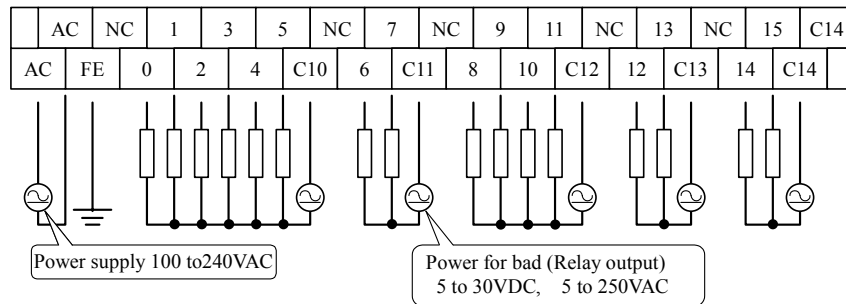 AC NC 1 3 5 NC 7 NC 9 11 NC 13 NC 15 C14
AC FE 0 2 4 C10 6 C11 8 10 C12 12 C13 14 C14
Power supply 100 to240VAC
Power for bad (Relay output)
5 to 30VDC, 5 to 250VAC